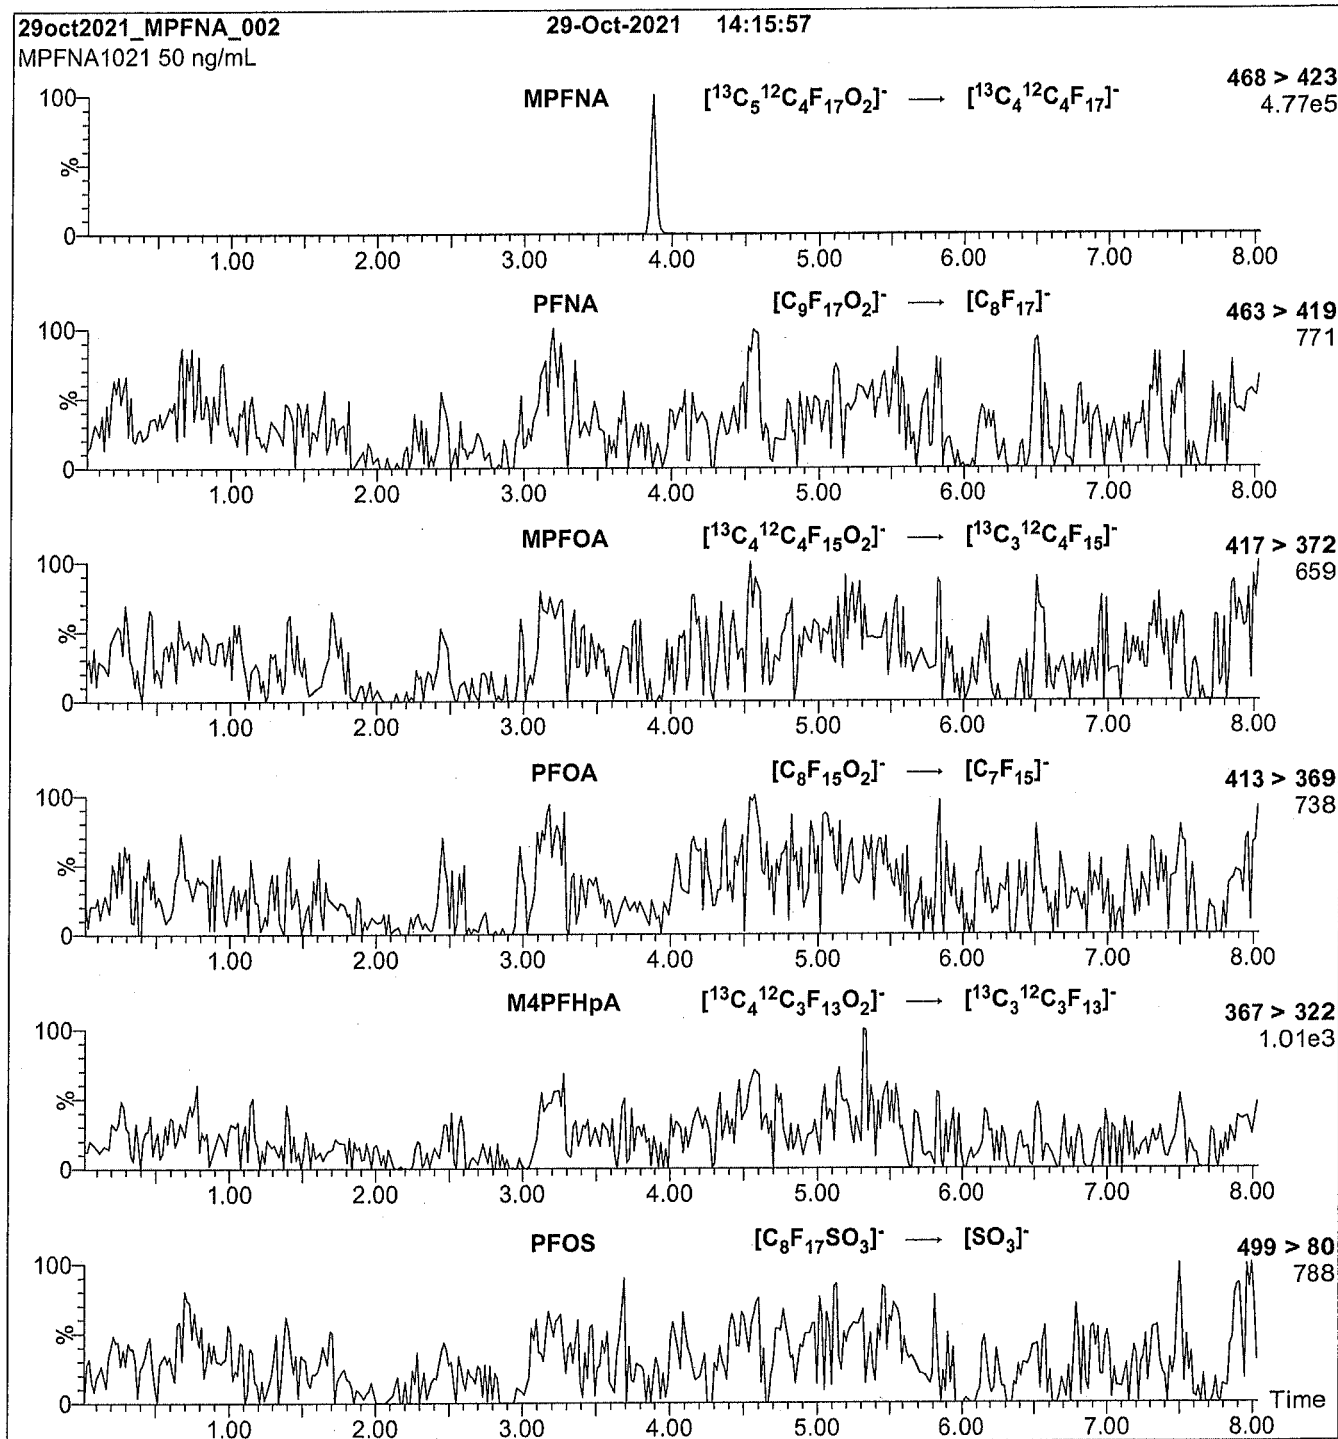 29oct2021_MPFNA_002 29-Oct-2021 14:15:57
MPFNA1021 50 ng/mL
MPFNA [¹³C₅¹²C₄F₁₇O₂]⁻ → [¹³C₄¹²C₄F₁₇]⁻ 468 > 423
4.77e5
100
%
0
1.00 2.00 3.00 4.00 5.00 6.00 7.00 8.00
PFNA [C₉F₁₇O₂]⁻ → [C₈F₁₇]⁻ 463 > 419
771
100
%
0
1.00 2.00 3.00 4.00 5.00 6.00 7.00 8.00
MPFOA [¹³C₄¹²C₄F₁₅O₂]⁻ → [¹³C₃¹²C₄F₁₅]⁻ 417 > 372
659
100
%
0
1.00 2.00 3.00 4.00 5.00 6.00 7.00 8.00
PFOA [C₈F₁₅O₂]⁻ → [C₇F₁₅]⁻ 413 > 369
738
100
%
0
1.00 2.00 3.00 4.00 5.00 6.00 7.00 8.00
M4PFHpA [¹³C₄¹²C₃F₁₃O₂]⁻ → [¹³C₃¹²C₃F₁₃]⁻ 367 > 322
1.01e3
100
%
0
1.00 2.00 3.00 4.00 5.00 6.00 7.00 8.00
PFOS [C₈F₁₇SO₃]⁻ → [SO₃]⁻ 499 > 80
788
100
%
0
Time
1.00 2.00 3.00 4.00 5.00 6.00 7.00 8.00